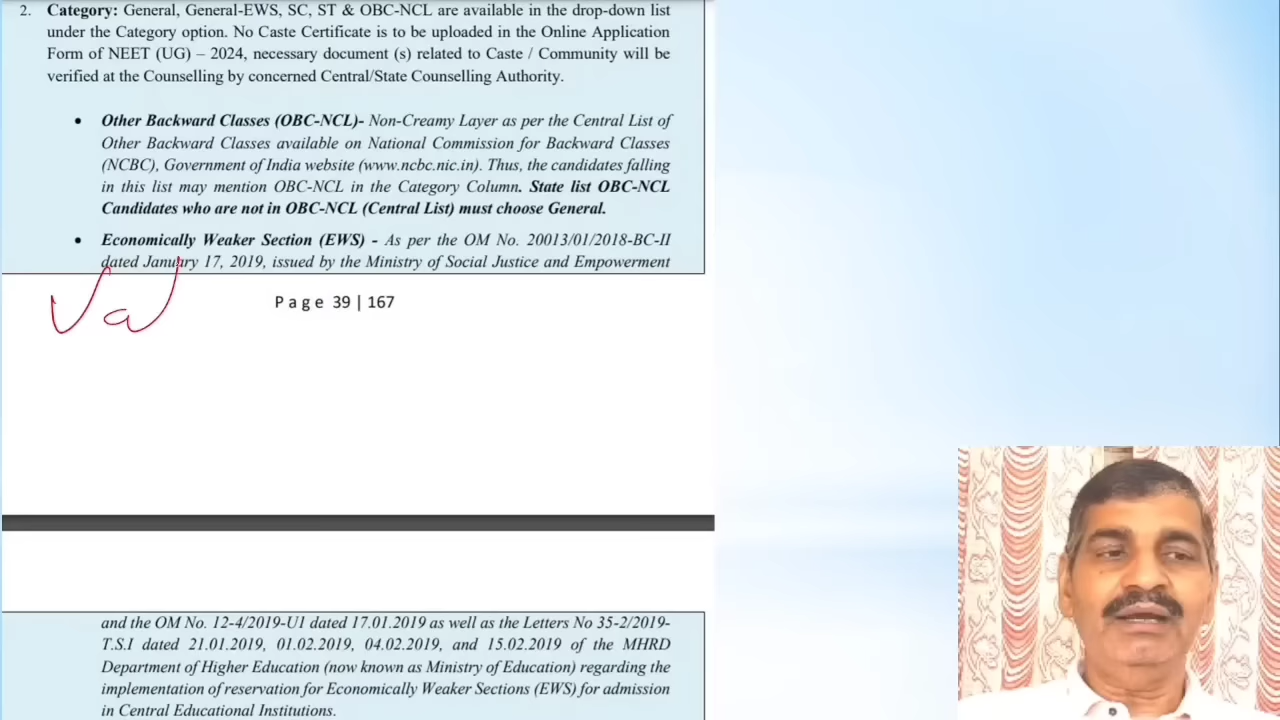 2. Category: General, General-EWS, SC, ST & OBC-NCL are available in the drop-down list
under the Category option. No Caste Certificate is to be uploaded in the Online Application
Form of NEET (UG) – 2024, necessary document (s) related to Caste / Community will be
verified at the Counselling by concerned Central/State Counselling Authority.
• Other Backward Classes (OBC-NCL)- Non-Creamy Layer as per the Central List of
Other Backward Classes available on National Commission for Backward Classes
(NCBC), Government of India website (www.ncbc.nic.in). Thus, the candidates falling
in this list may mention OBC-NCL in the Category Column. State list OBC-NCL
Candidates who are not in OBC-NCL (Central List) must choose General.
• Economically Weaker Section (EWS) - As per the OM No. 20013/01/2018-BC-II
dated January 17, 2019, issued by the Ministry of Social Justice and Empowerment
Page 39 | 167
and the OM No. 12-4/2019-U1 dated 17.01.2019 as well as the Letters No 35-2/2019-
T.S.I dated 21.01.2019, 01.02.2019, 04.02.2019, and 15.02.2019 of the MHRD
Department of Higher Education (now known as Ministry of Education) regarding the
implementation of reservation for Economically Weaker Sections (EWS) for admission
in Central Educational Institutions.